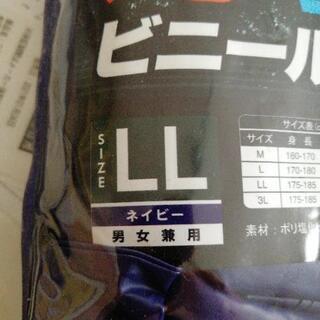 ビニール
SIZE
LL
ネイビー
男女兼用
サイズ表
サイズ 身長
M 160-170
L 170-180
LL 175-185
3L 175-185
素材:ポリ塩